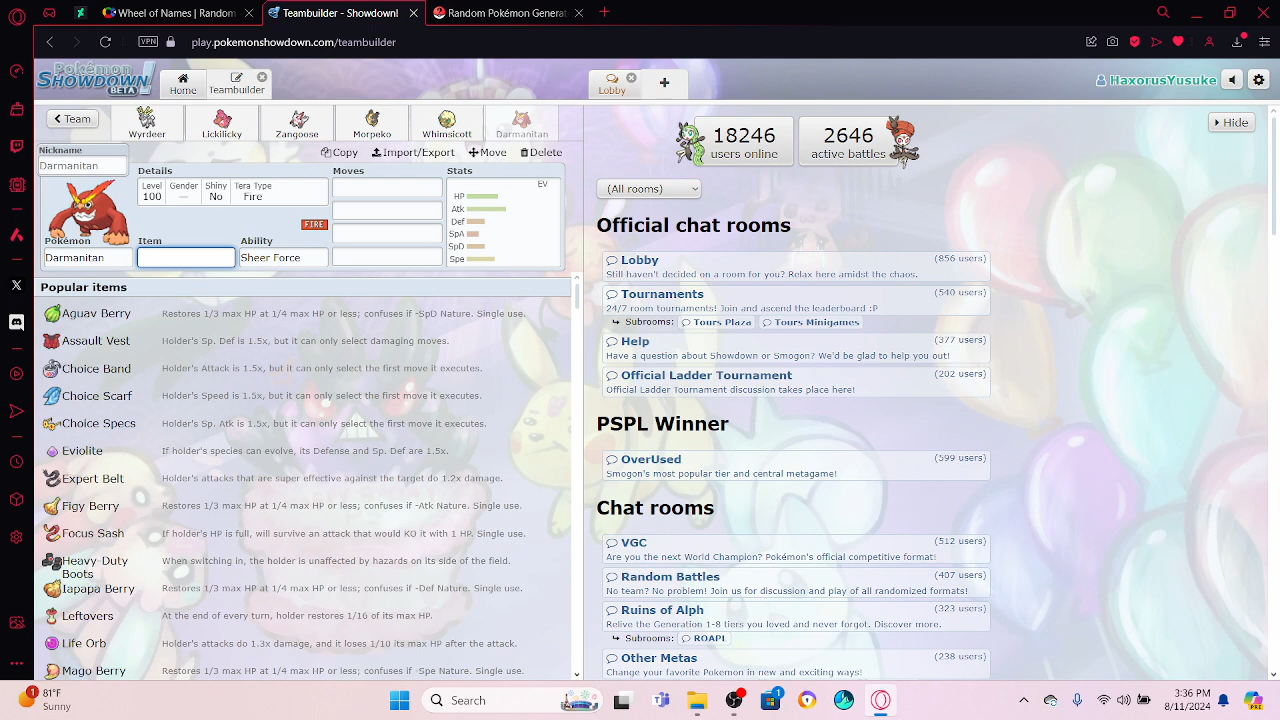 Wheel of Names | Random
Teambuilder - Showdown!
Random Pokémon Generat
VPN
play.pokemonshowdown.com/teambuilder
Pokémon
SHOWDOWN!
BETA
Home
Teambuilder
Lobby
HaxorusYusuke
Team
Wyrdeer
Lickilicky
Zangoose
Morpeko
Whimsicott
Darmanitan
Copy
Import/Export
Move
Delete
Nickname
Darmanitan
Details
Level
100
Gender
—
Shiny
No
Tera Type
Fire
FIRE
Pokémon
Darmanitan
Item
Ability
Sheer Force
Moves
Stats
EV
HP
Atk
Def
SpA
SpD
Spe
Popular items
Aguav Berry Restores 1/3 max HP at 1/4 max HP or less; confuses if -SpD Nature. Single use.
Assault Vest Holder's Sp. Def is 1.5x, but it can only select damaging moves.
Choice Band Holder's Attack is 1.5x, but it can only select the first move it executes.
Choice Scarf Holder's Speed is 1.5x, but it can only select the first move it executes.
Choice Specs Holder's Sp. Atk is 1.5x, but it can only select the first move it executes.
Eviolite If holder's species can evolve, its Defense and Sp. Def are 1.5x.
Expert Belt Holder's attacks that are super effective against the target do 1.2x damage.
Figy Berry Restores 1/3 max HP at 1/4 max HP or less; confuses if -Atk Nature. Single use.
Focus Sash If holder's HP is full, will survive an attack that would KO it with 1 HP. Single use.
Heavy-Duty Boots When switching in, the holder is unaffected by hazards on its side of the field.
Iapapa Berry Restores 1/3 max HP at 1/4 max HP or less; confuses if -Def Nature. Single use.
Leftovers At the end of every turn, holder restores 1/16 of its max HP.
Life Orb Holder's attacks do 1.3x damage, and it loses 1/10 its max HP after the attack.
Mago Berry Restores 1/3 max HP at 1/4 max HP or less; confuses if -Spe Nature. Single use.
18246
users online
2646
active battles
Hide
(All rooms)
Official chat rooms
Lobby (856 users)
Still haven't decided on a room for you? Relax here amidst the chaos.
Tournaments (540 users)
24/7 room tournaments! Join and ascend the leaderboard :P
Subrooms: Tours Plaza Tours Minigames
Help (377 users)
Have a question about Showdown or Smogon? We'd be glad to help you out!
Official Ladder Tournament (202 users)
Official Ladder Tournament discussion takes place here!
PSPL Winner
OverUsed (599 users)
Smogon's most popular tier and central metagame!
Chat rooms
VGC (512 users)
Are you the next World Champion? Pokémon's official competitive format!
Random Battles (407 users)
No team? No problem! Join us for discussion and play of all randomized formats!
Ruins of Alph (323 users)
Relive the Generation 1-8 tiers you loved and never forgot. Discover more.
Subrooms: ROAPL
Other Metas (238 users)
Change your favorite Pokemon in new and exciting ways!
1
81°F
Sunny
Search
1
3:36 PM
8/11/2024